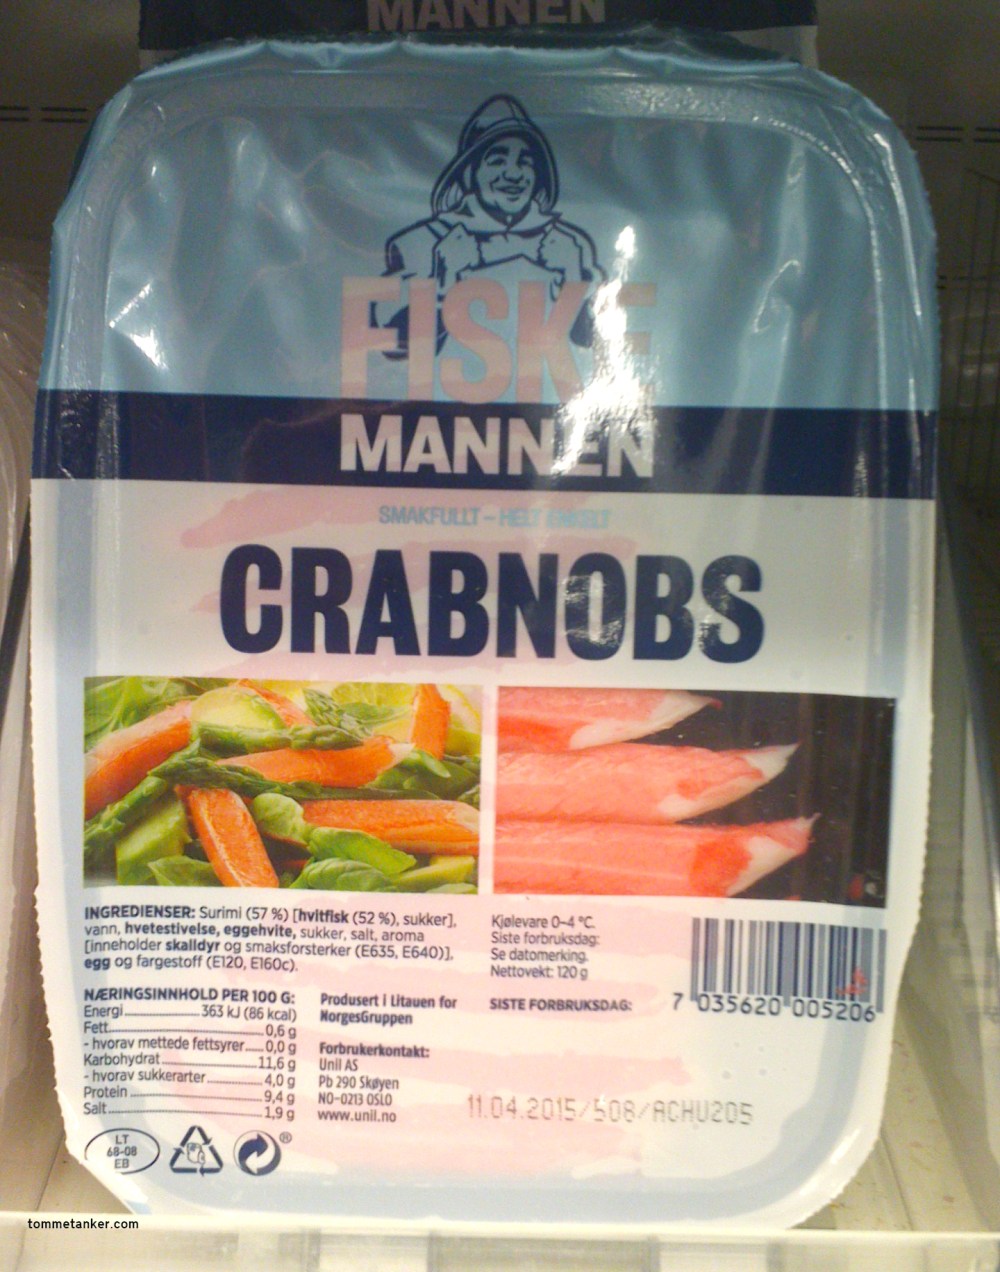 MANNEN
FISKE
MANNEN
SMAKFULLT – HELT ENKELT
CRABNOBS
INGREDIENSER: Surimi (57 %) [hvitfisk (52 %), sukker],
vann, hvetestivelse, eggehvite, sukker, salt, aroma
[inneholder skalldyr og smaksforsterker (E635, E640)],
egg og fargestoff (E120, E160c).
NÆRINGSINNHOLD PER 100 G:
Energi 363 kJ (86 kcal)
Fett 0,6 g
- hvorav mettede fettsyrer 0,0 g
Karbohydrat 11,6 g
- hvorav sukkerarter 4,0 g
Protein 9,4 g
Salt 1,9 g
Produsert i Litauen for
NorgesGruppen
Forbrukerkontakt:
Unil AS
Pb 290 Skøyen
NO-0213 OSLO
www.unil.no
Kjølevare 0–4 °C.
Siste forbruksdag:
Se datomerking.
Nettovekt: 120 g
SISTE FORBRUKSDAG:
7 035620 005206
11.04.2015/508/ACHU205
LT
68-08
EB
®
tommetanker.com